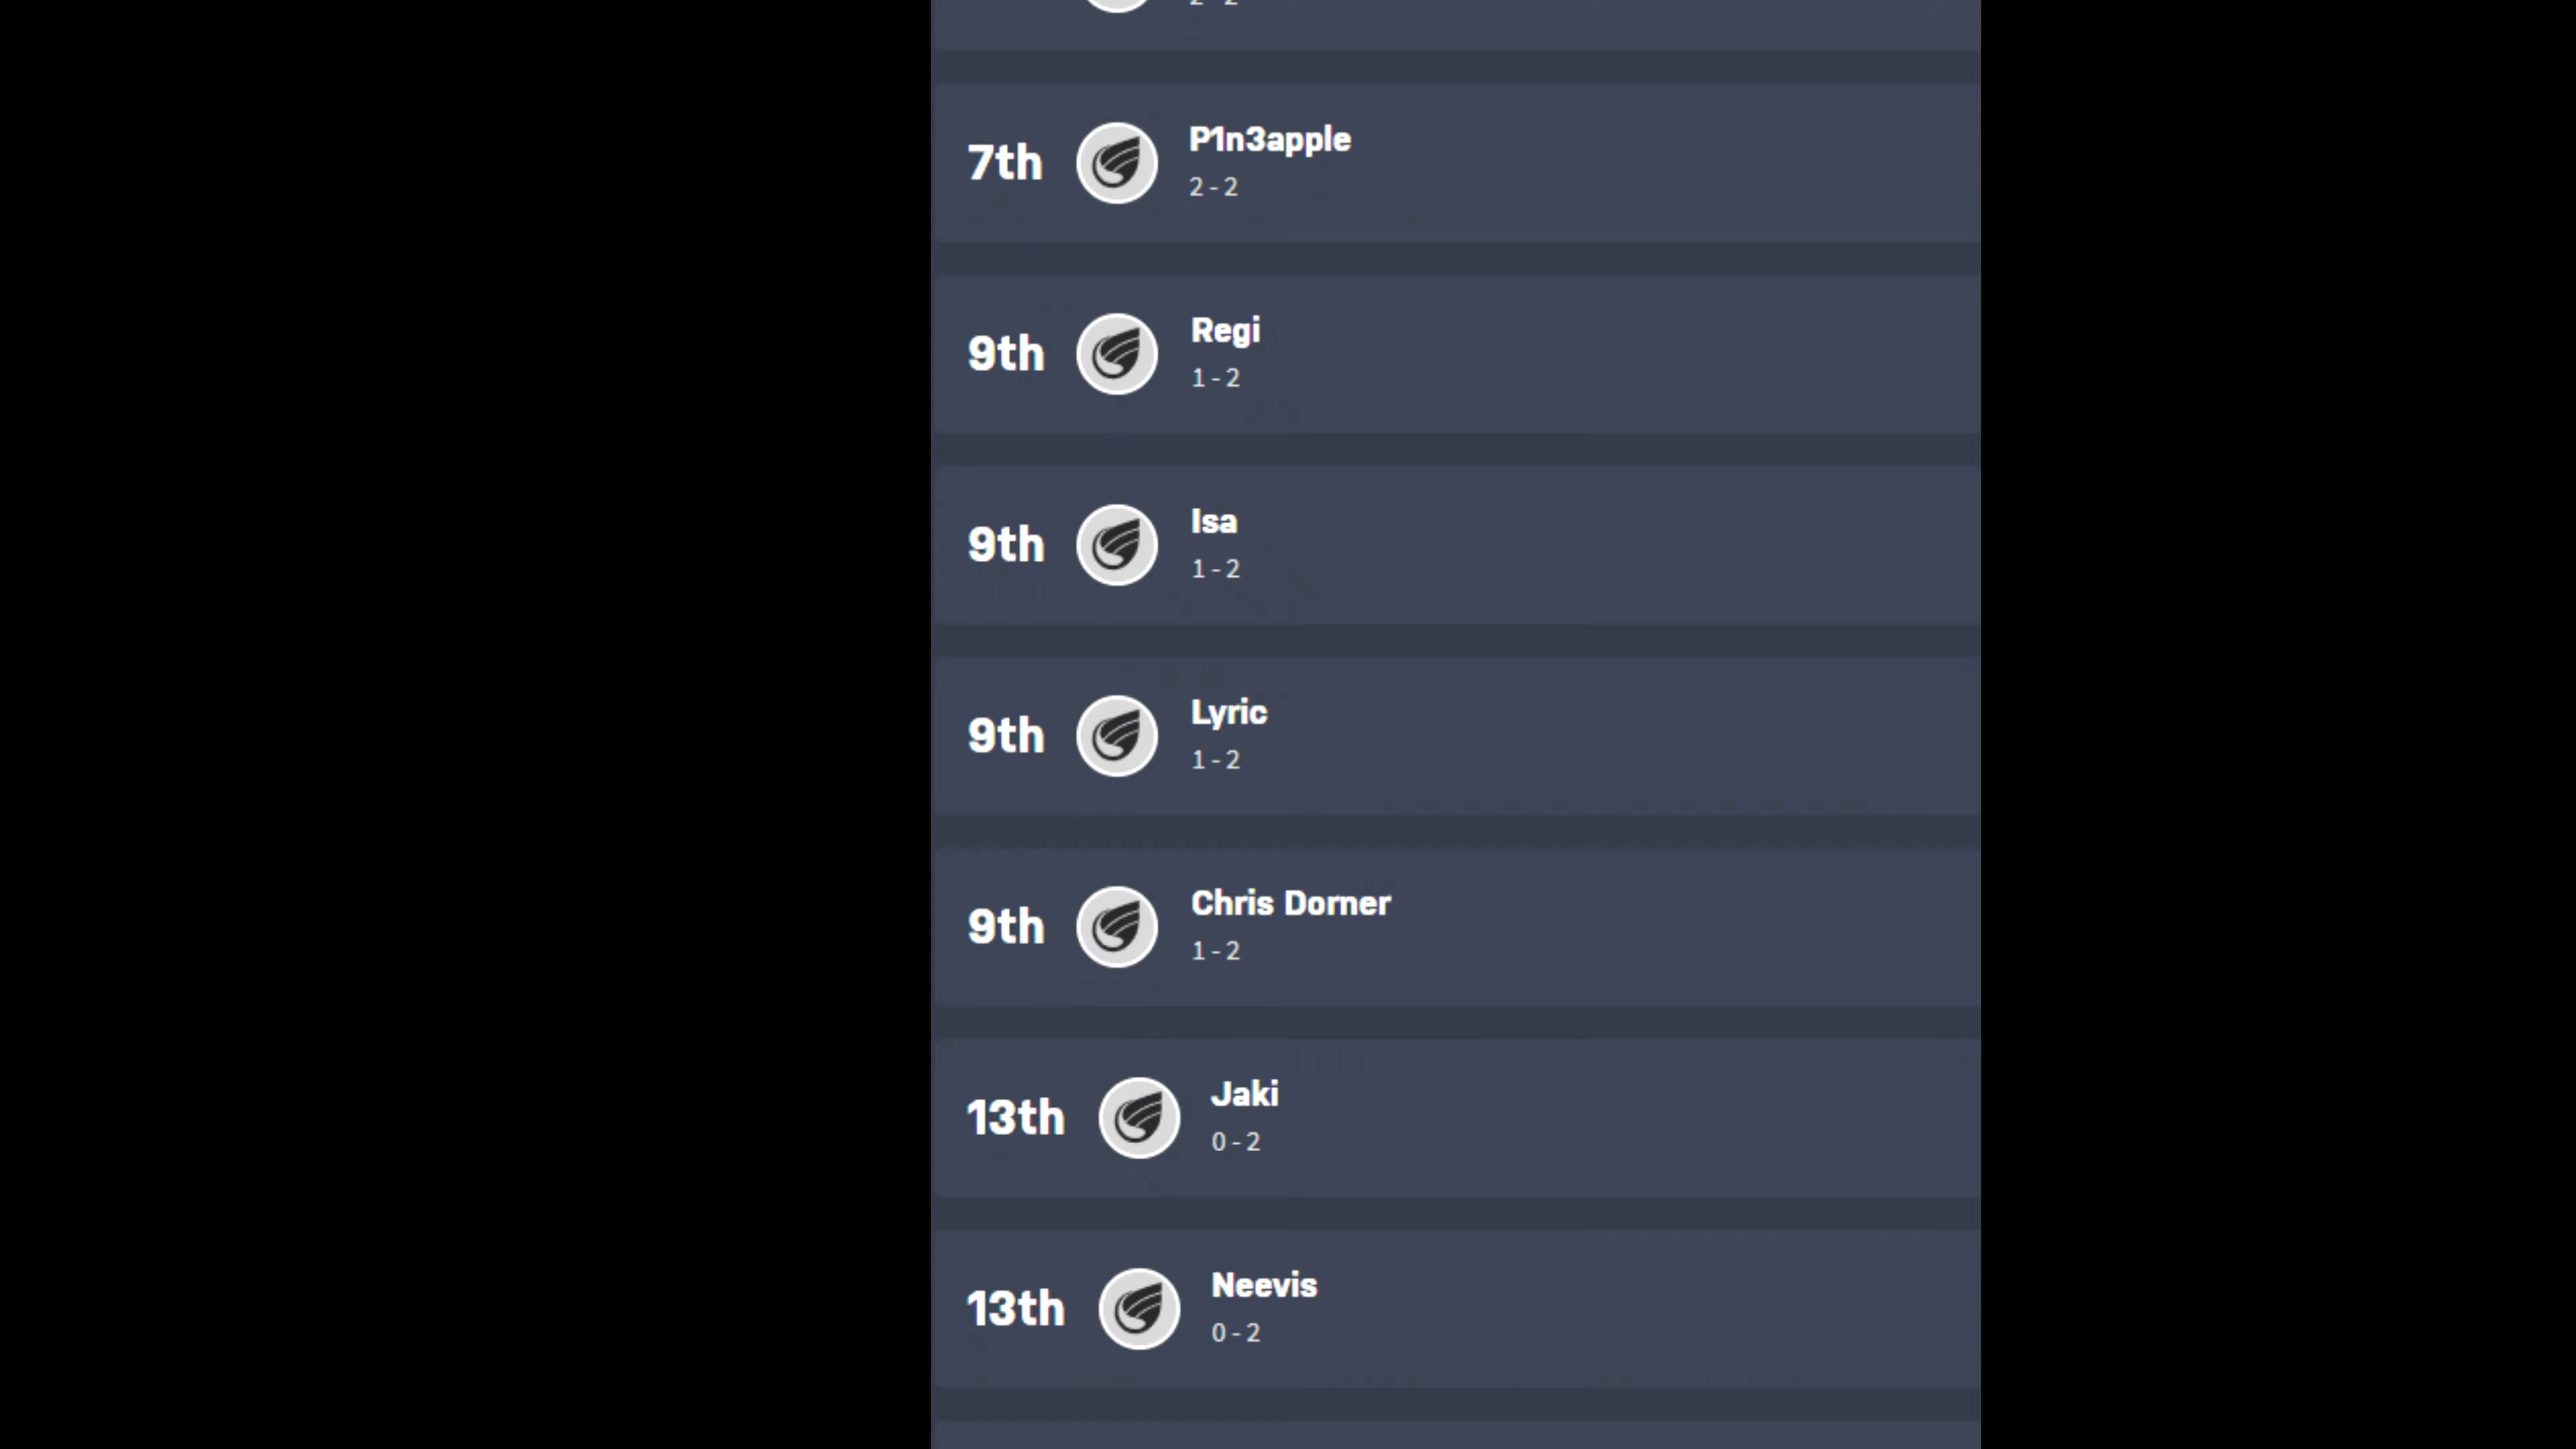 7th
P1n3apple
2 - 2
9th
Regi
1 - 2
9th
Isa
1 - 2
9th
Lyric
1 - 2
9th
Chris Dorner
1 - 2
13th
Jaki
0 - 2
13th
Neevis
0 - 2